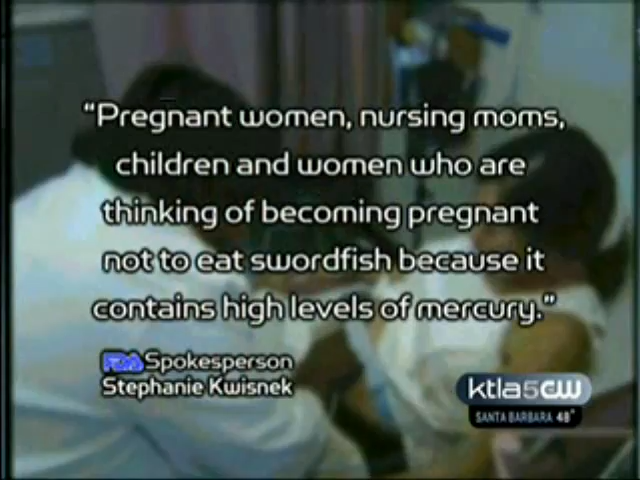 "Pregnant women, nursing moms,
children and women who are
thinking of becoming pregnant
not to eat swordfish because it
contains high levels of mercury."
FDA Spokesperson
Stephanie Kwisnek
ktla5CW
SANTA BARBARA 48°